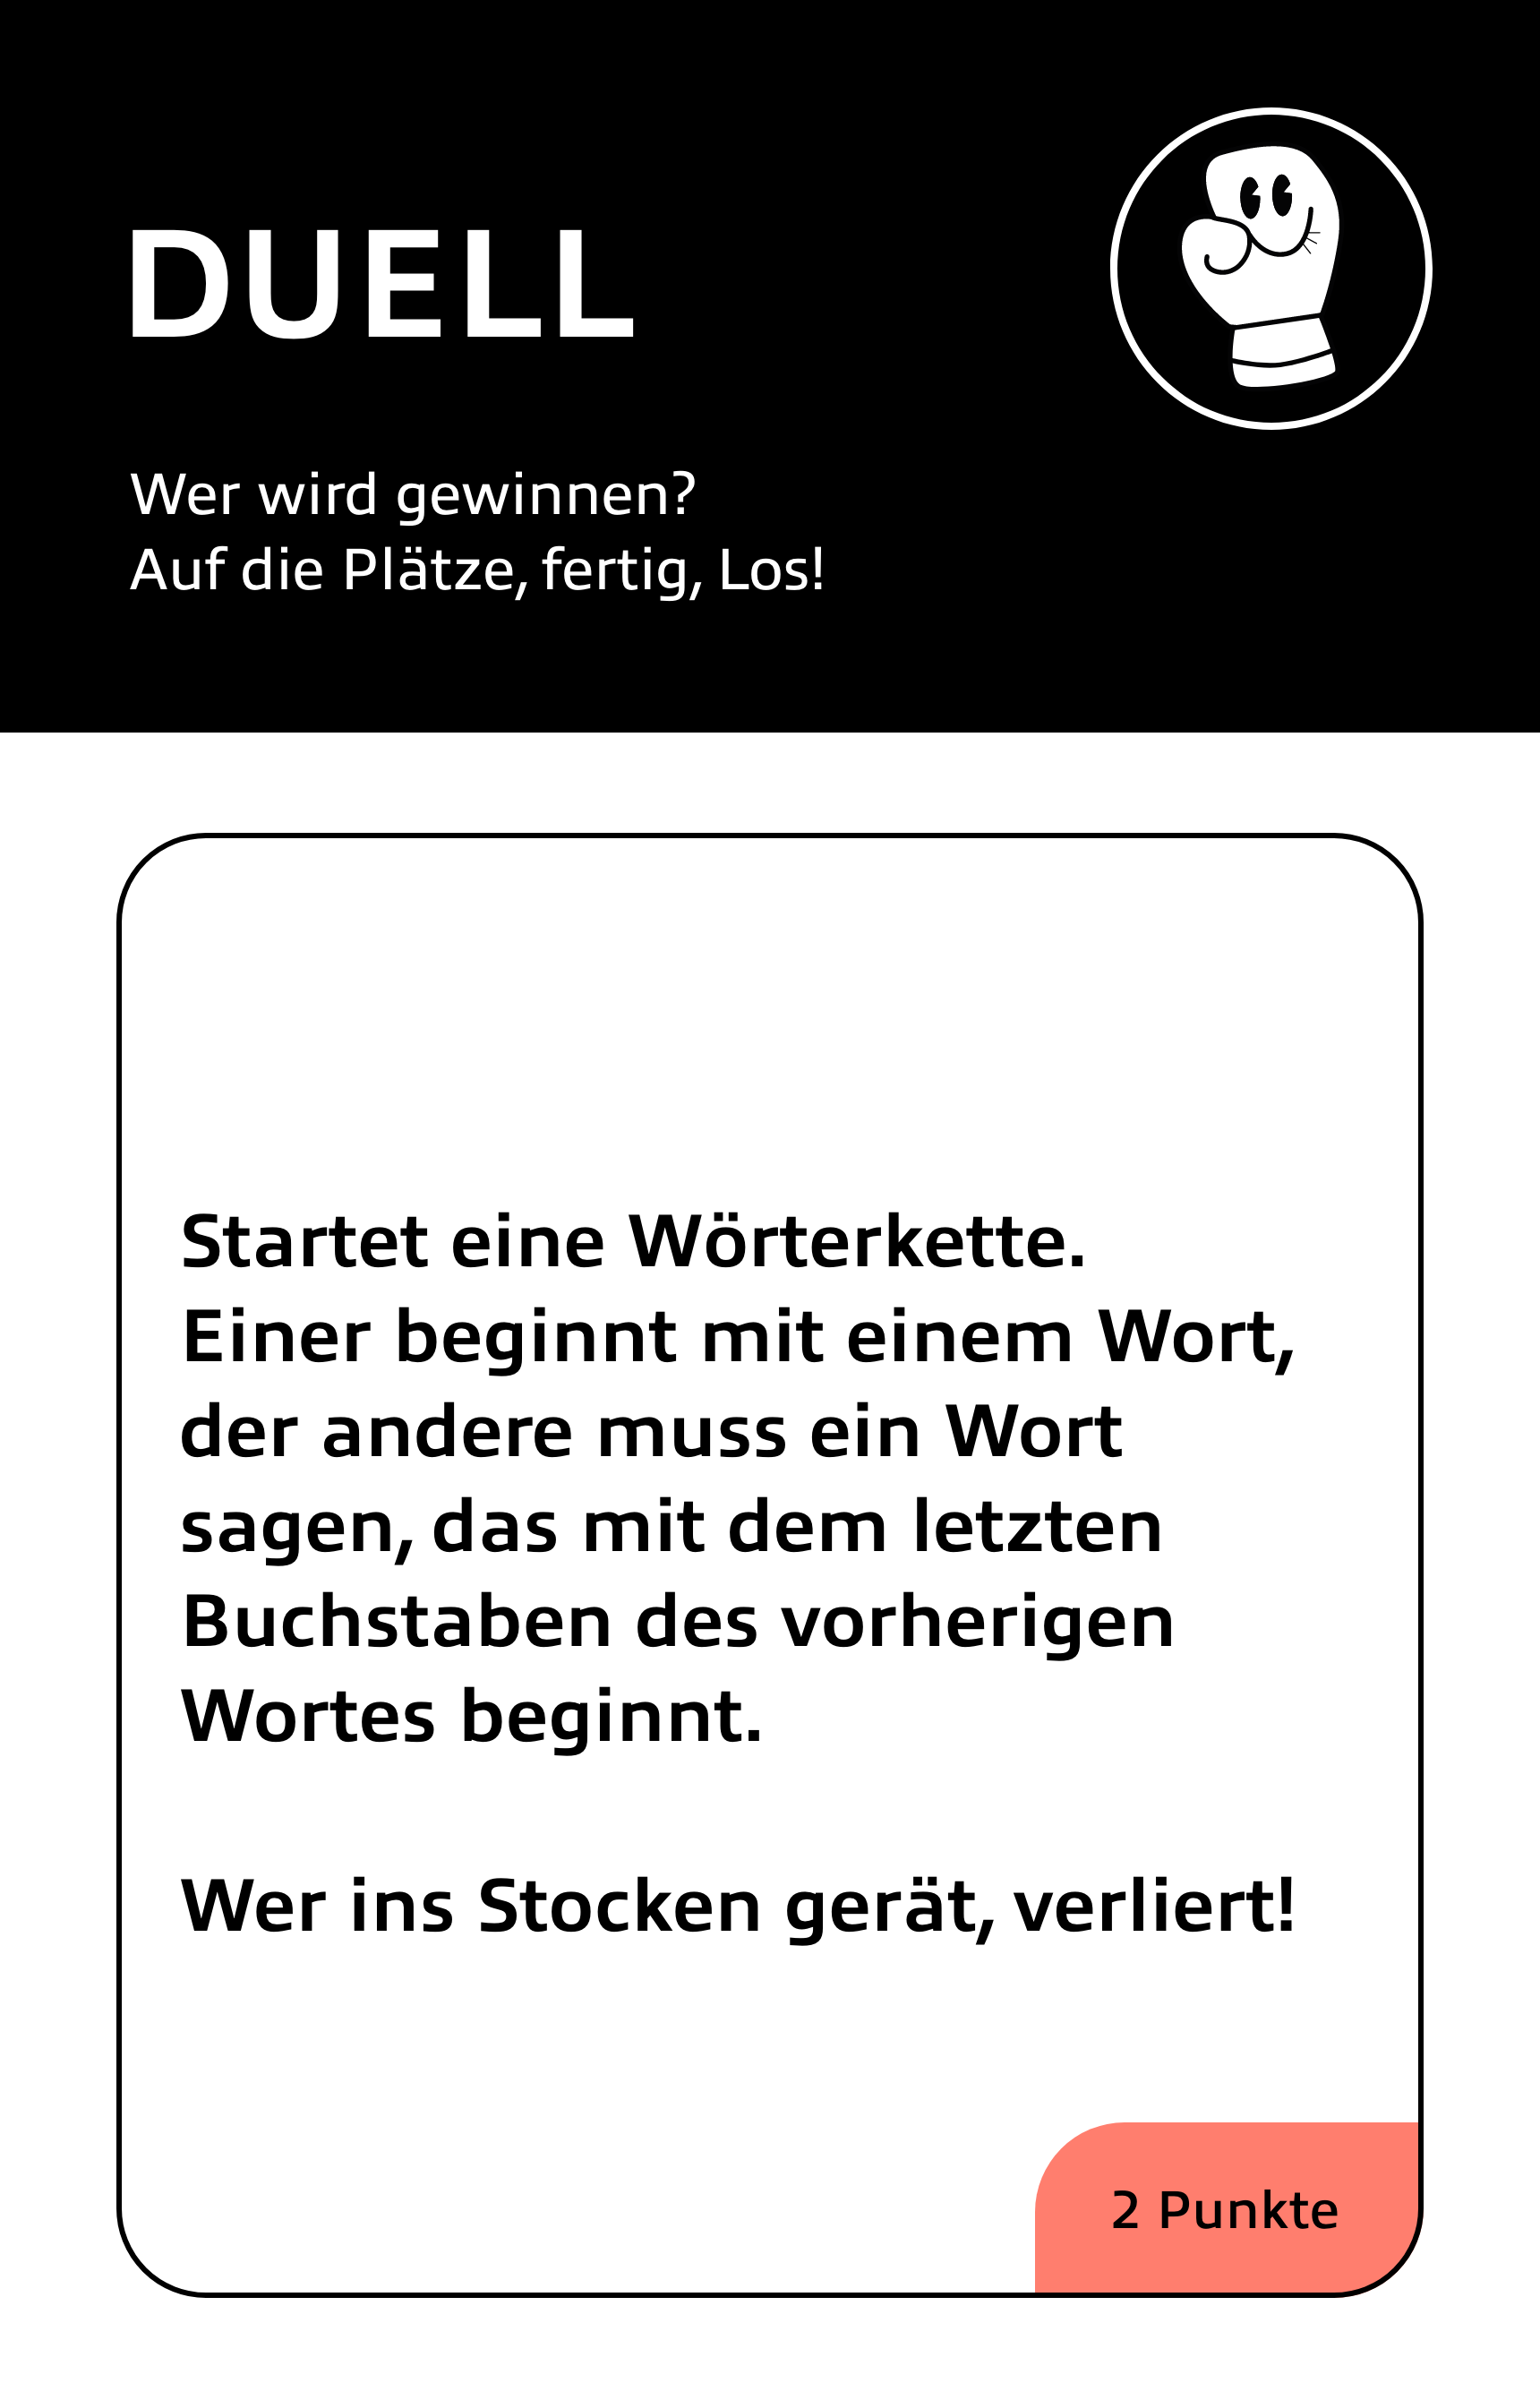 DUELL
Wer wird gewinnen?
Auf die Plätze, fertig, Los!
Startet eine Wörterkette.
Einer beginnt mit einem Wort,
der andere muss ein Wort
sagen, das mit dem letzten
Buchstaben des vorherigen
Wortes beginnt.
Wer ins Stocken gerät, verliert!
2 Punkte